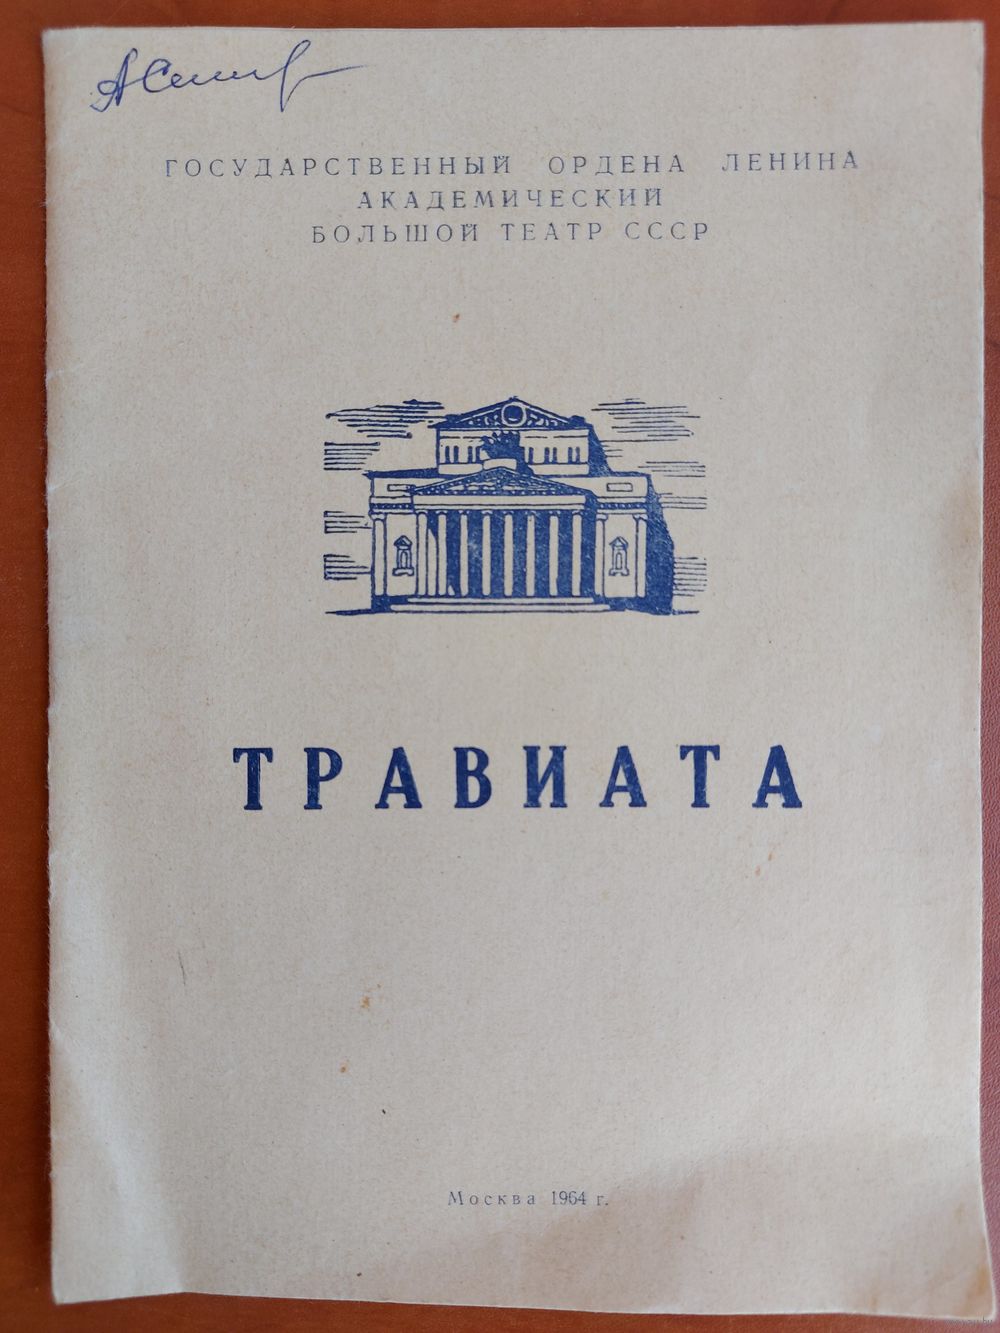 ГОСУДАРСТВЕННЫЙ ОРДЕНА ЛЕНИНА
АКАДЕМИЧЕСКИЙ
БОЛЬШОЙ ТЕАТР СССР
ТРАВИАТА
Москва 1964 г.